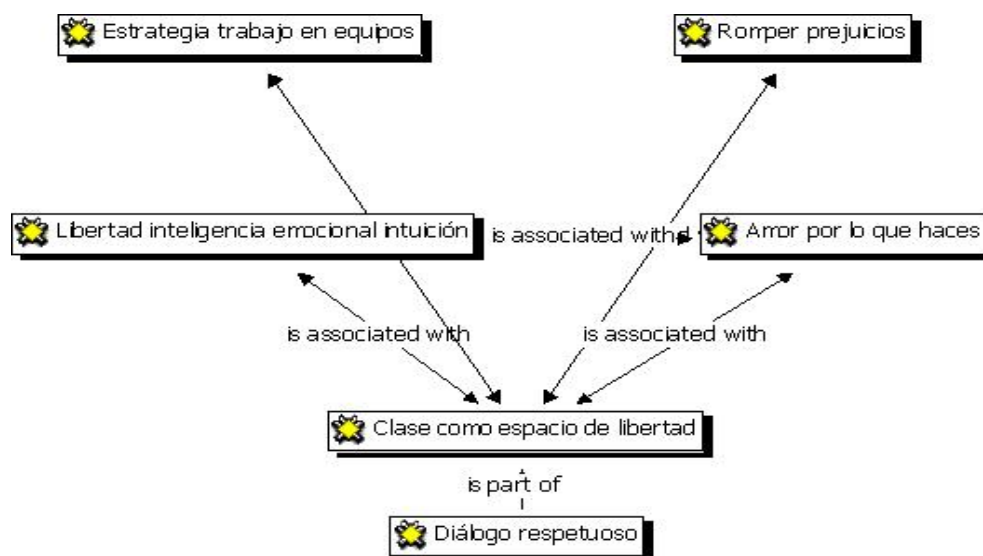 Estrategia trabajo en equipos
Romper prejuicios
Libertad inteligencia emocional intuición
is associated with
Amor por lo que haces
is associated with
is associated with
Clase como espacio de libertad
is part of
Diálogo respetuoso